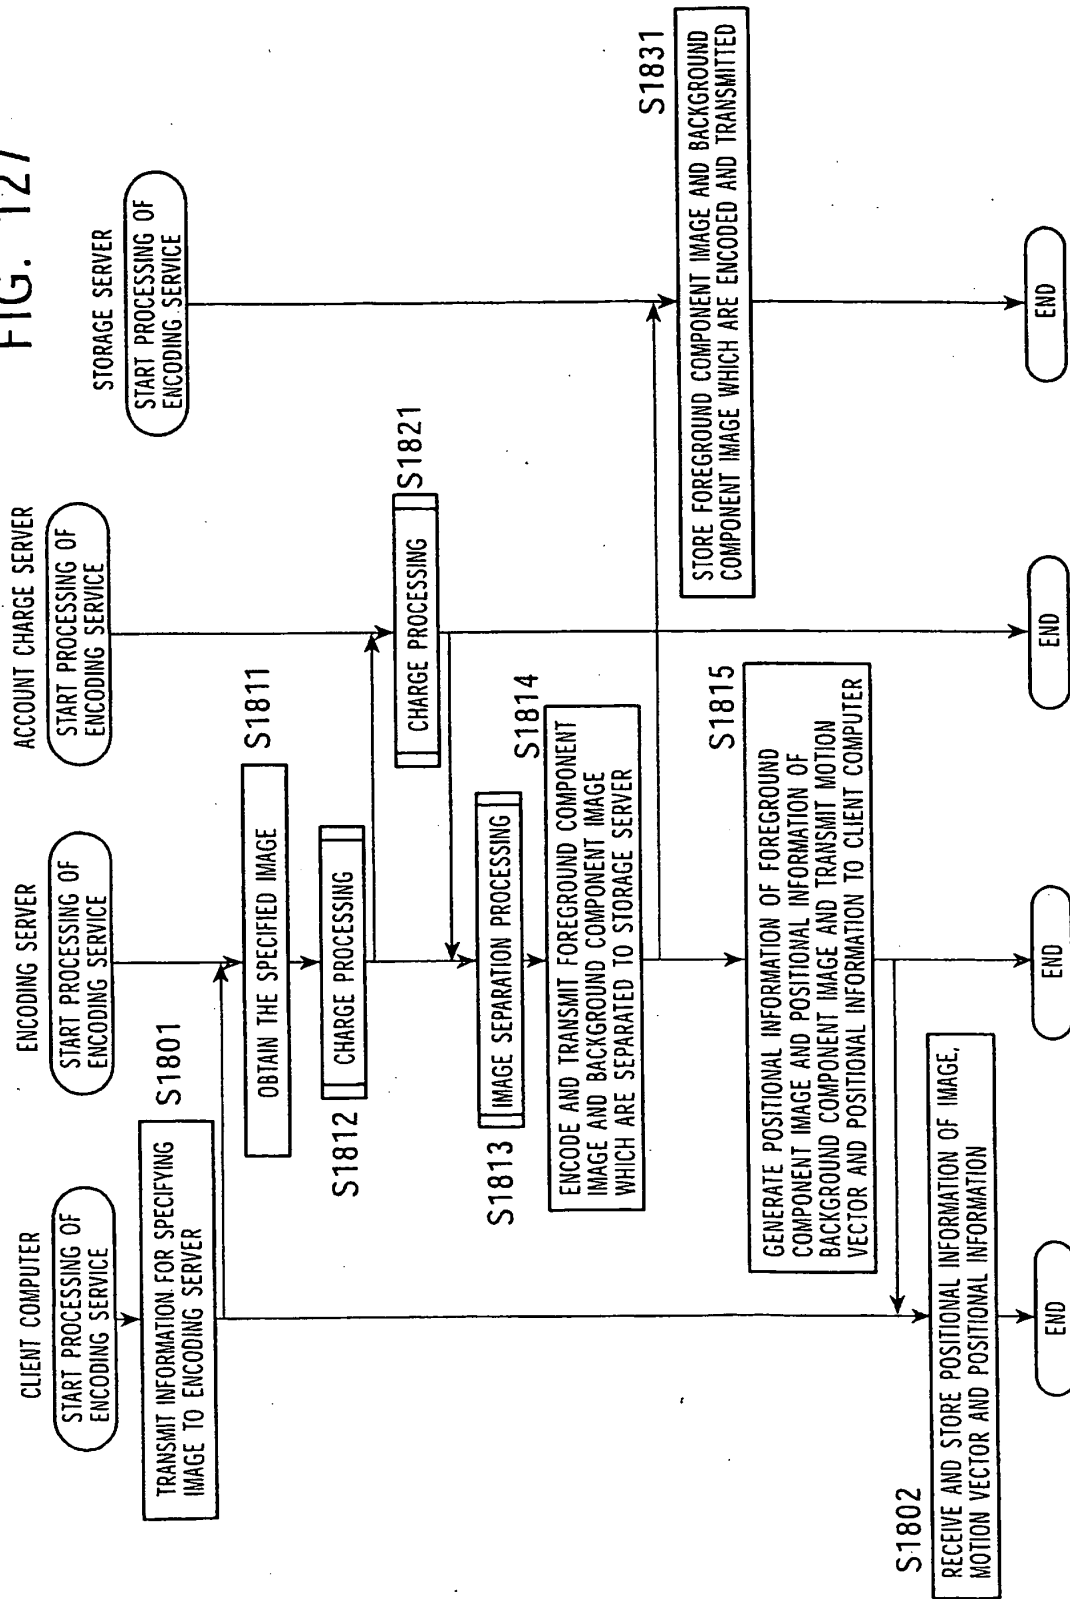 FIG. 127
CLIENT COMPUTER
START PROCESSING OF
ENCODING SERVICE
TRANSMIT INFORMATION FOR SPECIFYING
IMAGE TO ENCODING SERVER
S1801
S1802
RECEIVE AND STORE POSITIONAL INFORMATION OF IMAGE,
MOTION VECTOR AND POSITIONAL INFORMATION
END
ENCODING SERVER
START PROCESSING OF
ENCODING SERVICE
OBTAIN THE SPECIFIED IMAGE
S1811
S1812
CHARGE PROCESSING
S1813
IMAGE SEPARATION PROCESSING
S1814
ENCODE AND TRANSMIT FOREGROUND COMPONENT
IMAGE AND BACKGROUND COMPONENT IMAGE
WHICH ARE SEPARATED TO STORAGE SERVER
S1815
GENERATE POSITIONAL INFORMATION OF FOREGROUND
COMPONENT IMAGE AND POSITIONAL INFORMATION OF
BACKGROUND COMPONENT IMAGE AND TRANSMIT MOTION
VECTOR AND POSITIONAL INFORMATION TO CLIENT COMPUTER
END
ACCOUNT CHARGE SERVER
START PROCESSING OF
ENCODING SERVICE
CHARGE PROCESSING
S1821
END
STORAGE SERVER
START PROCESSING OF
ENCODING SERVICE
S1831
STORE FOREGROUND COMPONENT IMAGE AND BACKGROUND
COMPONENT IMAGE WHICH ARE ENCODED AND TRANSMITTED
END